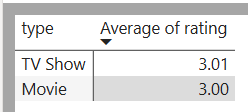 type Average of rating
TV Show 3.01
Movie 3.00